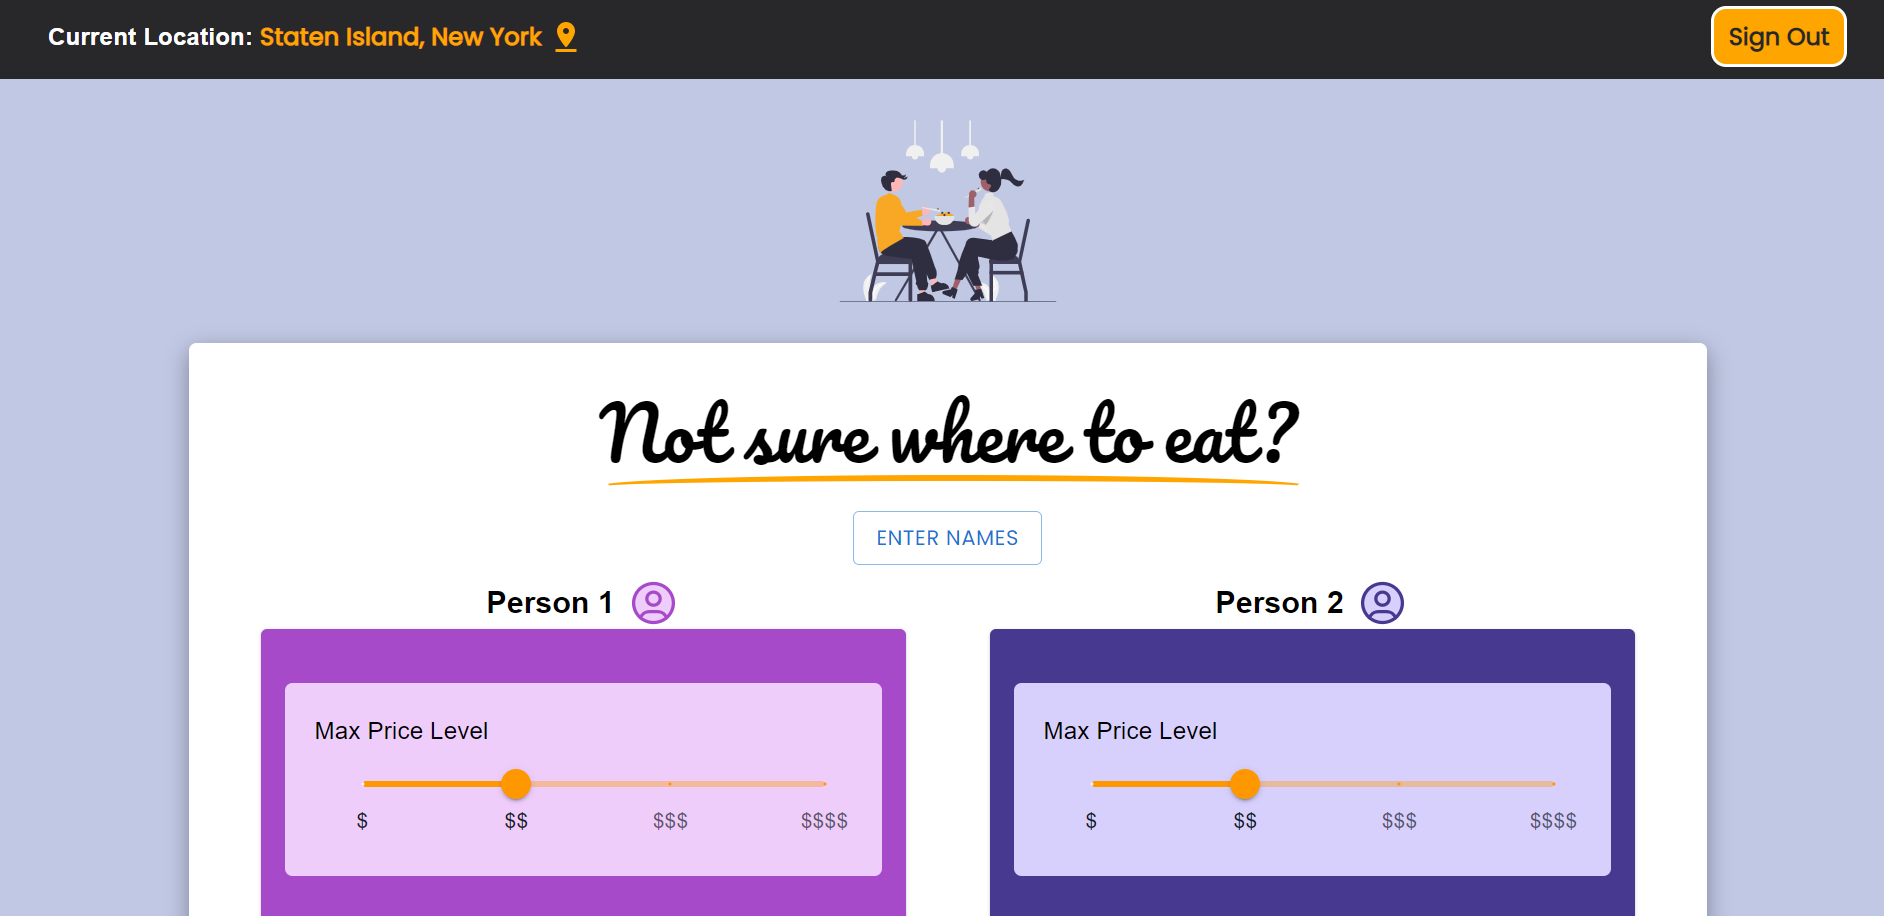 Current Location: Staten Island, New York
Sign Out
Not sure where to eat?
ENTER NAMES
Person 1
Person 2
Max Price Level
$ $$ $$$ $$$$
Max Price Level
$ $$ $$$ $$$$